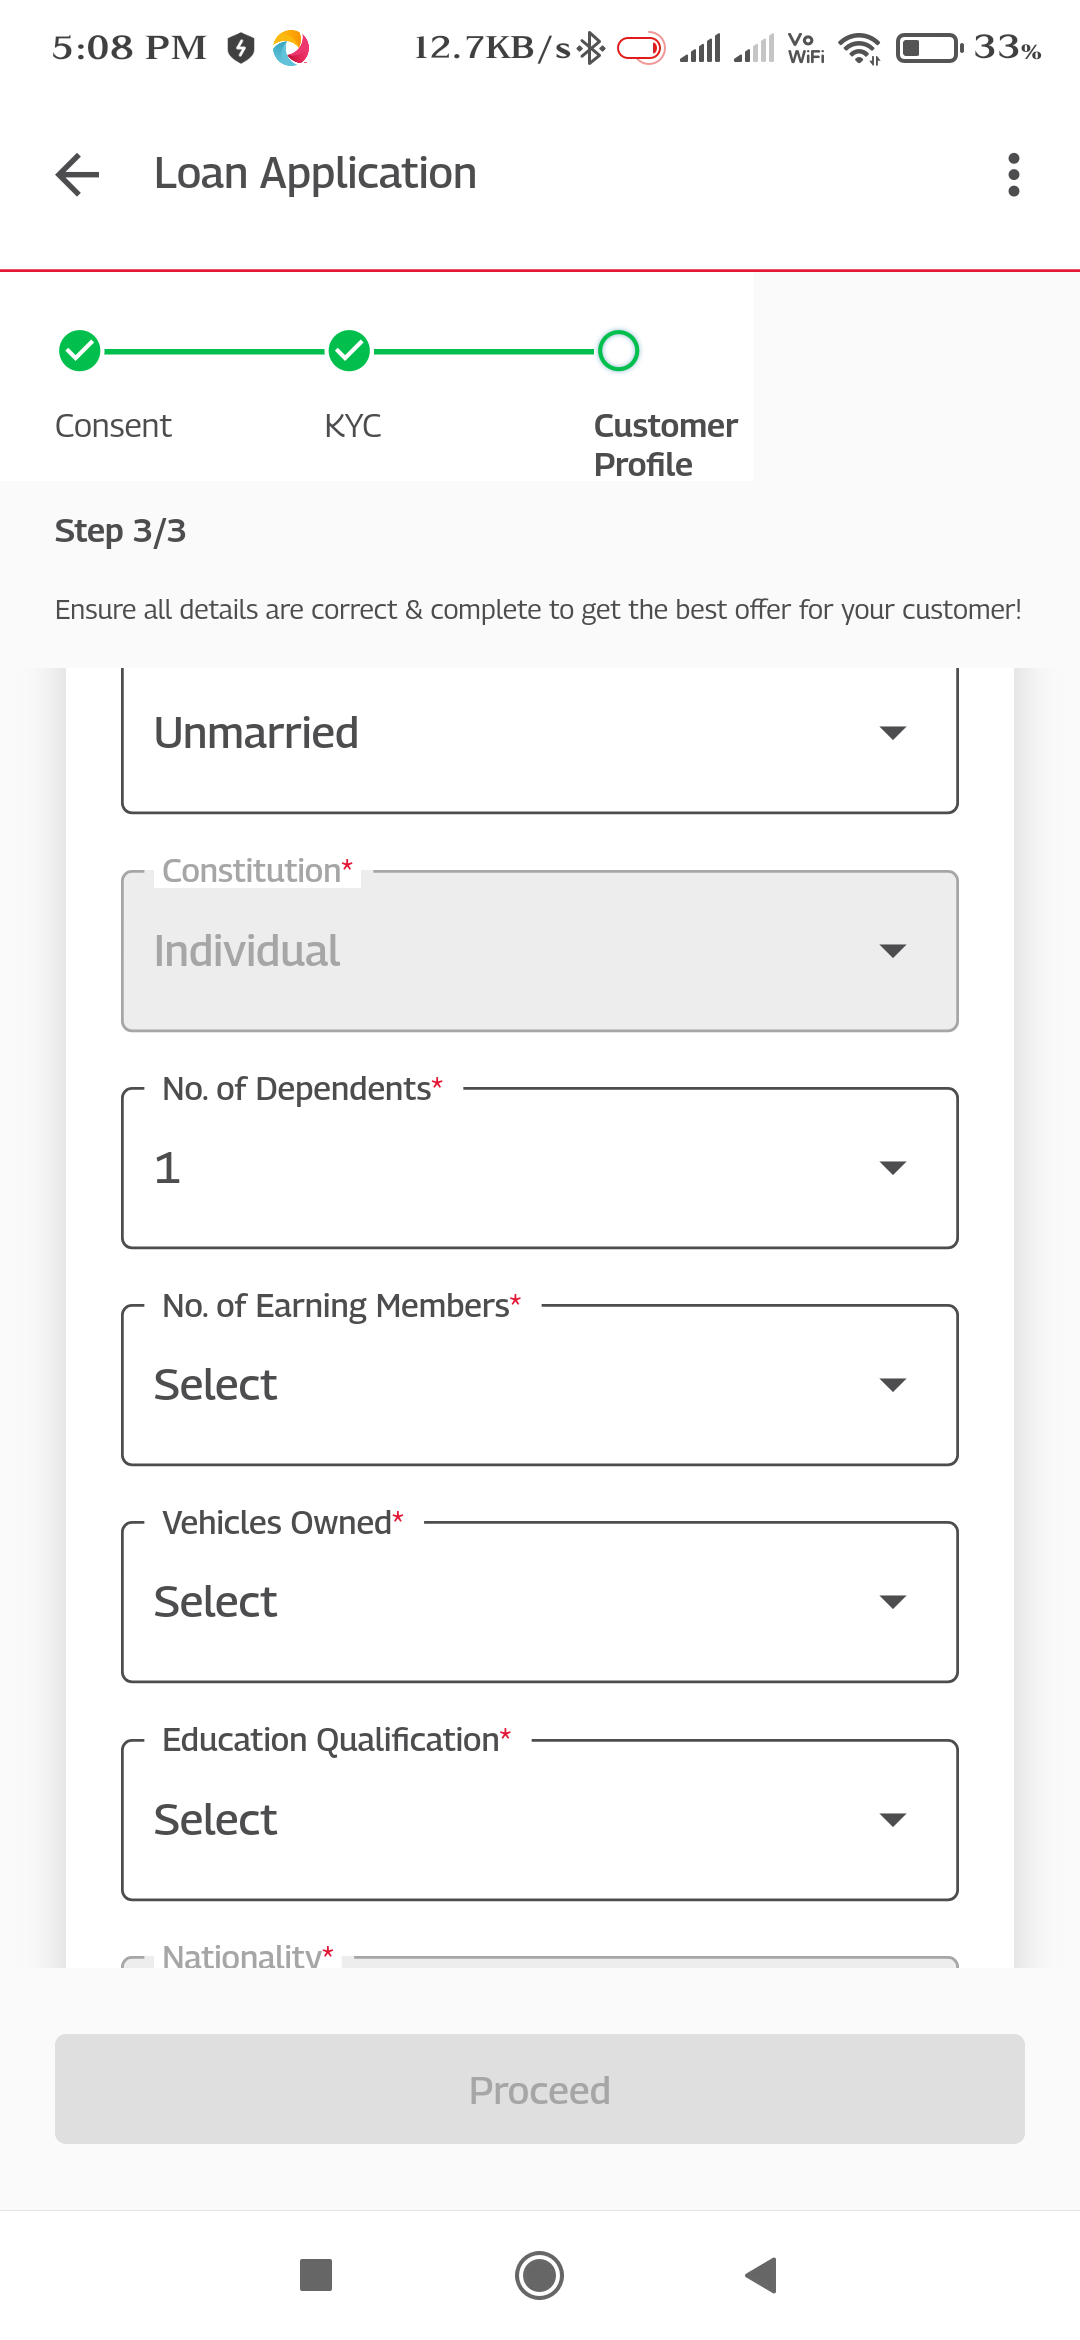 5:08 PM 12.7KB/s Vo WiFi 33%
Loan Application
Consent KYC Customer
Profile
Step 3/3
Ensure all details are correct & complete to get the best offer for your customer!
Unmarried
Constitution*
Individual
No. of Dependents*
1
No. of Earning Members*
Select
Vehicles Owned*
Select
Education Qualification*
Select
Nationality*
Proceed